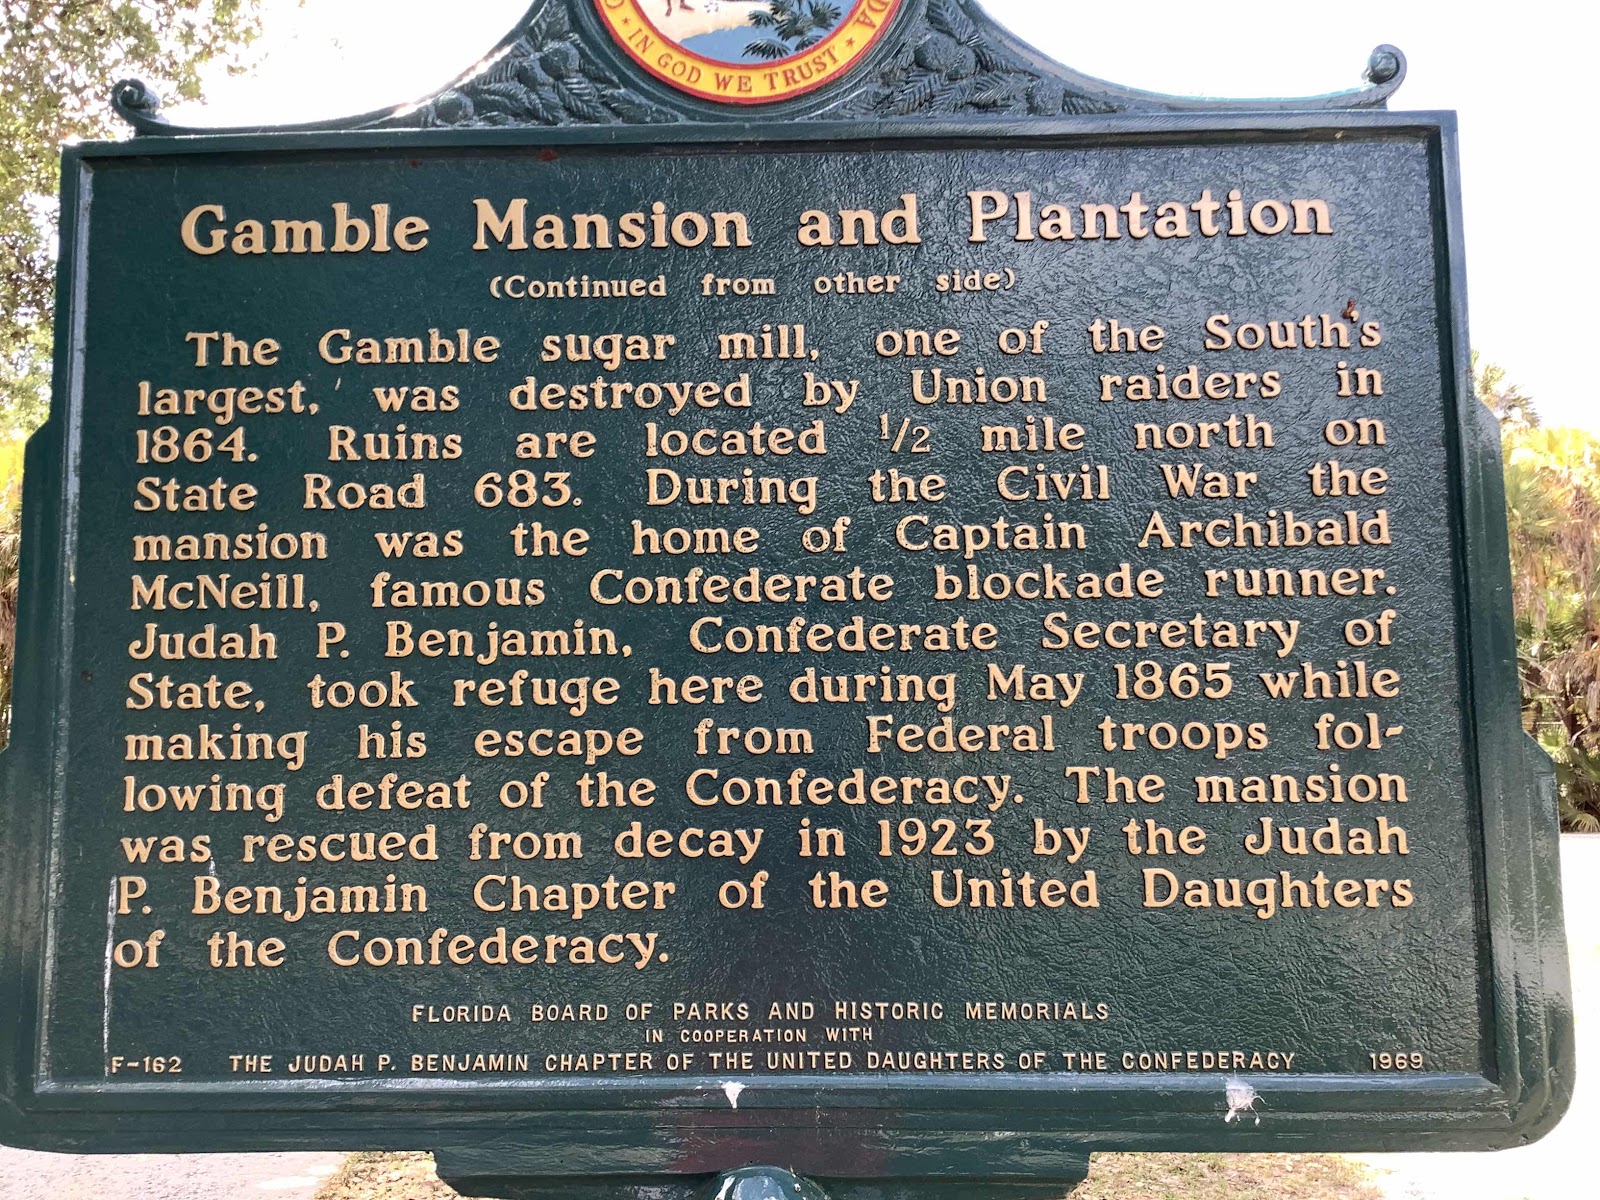 IN GOD WE TRUST
Gamble Mansion and Plantation
(Continued from other side)
The Gamble sugar mill, one of the South's
largest, was destroyed by Union raiders in
1864. Ruins are located 1/2 mile north on
State Road 683. During the Civil War the
mansion was the home of Captain Archibald
McNeill, famous Confederate blockade runner.
Judah P. Benjamin, Confederate Secretary of
State, took refuge here during May 1865 while
making his escape from Federal troops fol-
lowing defeat of the Confederacy. The mansion
was rescued from decay in 1923 by the Judah
P. Benjamin Chapter of the United Daughters
of the Confederacy.
FLORIDA BOARD OF PARKS AND HISTORIC MEMORIALS
IN COOPERATION WITH
F-162 THE JUDAH P. BENJAMIN CHAPTER OF THE UNITED DAUGHTERS OF THE CONFEDERACY 1969